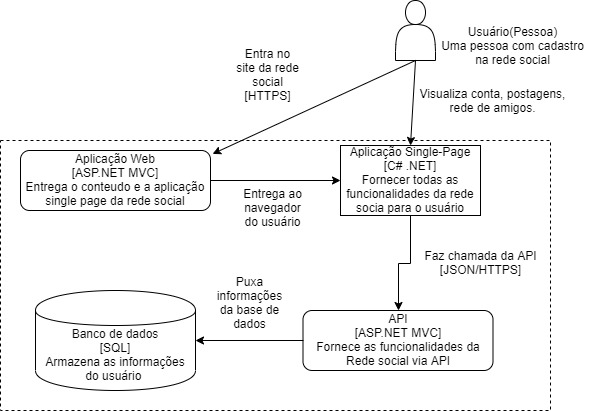 Usuário(Pessoa)
Uma pessoa com cadastro
na rede social
Entra no
site da rede
social
[HTTPS]
Visualiza conta, postagens,
rede de amigos.
Aplicação Web
[ASP.NET MVC]
Entrega o conteudo e a aplicação
single page da rede social
Entrega ao
navegador
do usuário
Aplicação Single-Page
[C# .NET]
Fornecer todas as
funcionalidades da rede
socia para o usuário
Faz chamada da API
[JSON/HTTPS]
Puxa
informações
da base de
dados
Banco de dados
[SQL]
Armazena as informações
do usuário
API
[ASP.NET MVC]
Fornece as funcionalidades da
Rede social via API